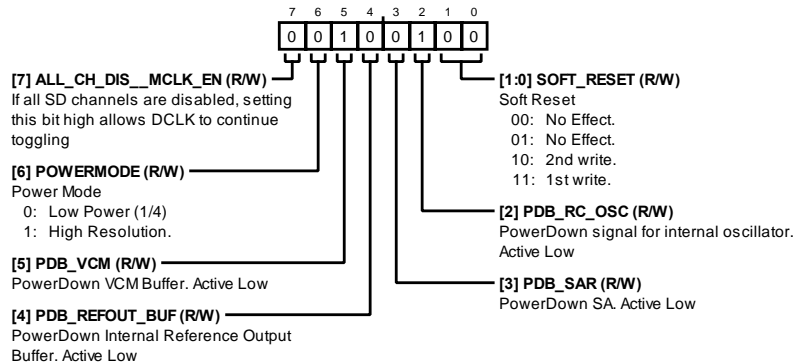 7 6 5 4 3 2 1 0
0 0 1 0 0 1 0 0
[7] ALL_CH_DIS__MCLK_EN (R/W)
If all SD channels are disabled, setting
this bit high allows DCLK to continue
toggling
[6] POWERMODE (R/W)
Power Mode
0: Low Power (1/4)
1: High Resolution.
[5] PDB_VCM (R/W)
PowerDown VCM Buffer. Active Low
[4] PDB_REFOUT_BUF (R/W)
PowerDown Internal Reference Output
Buffer. Active Low
[1:0] SOFT_RESET (R/W)
Soft Reset
00: No Effect.
01: No Effect.
10: 2nd write.
11: 1st write.
[2] PDB_RC_OSC (R/W)
PowerDown signal for internal oscillator.
Active Low
[3] PDB_SAR (R/W)
PowerDown SA. Active Low